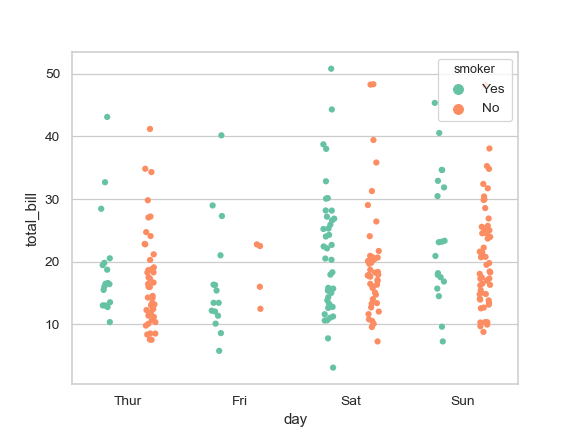 smoker
Yes
No
50
40
30
20
10
total_bill
Thur Fri Sat Sun
day